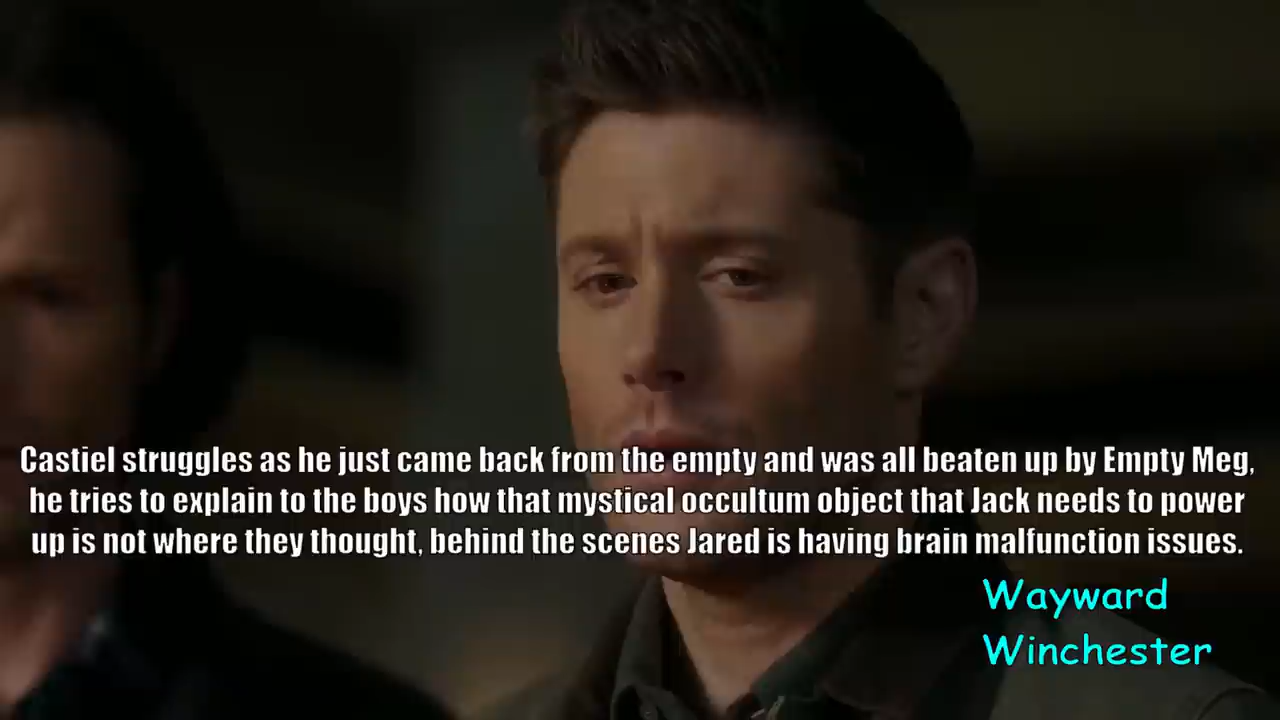 Castiel struggles as he just came back from the empty and was all beaten up by Empty Meg,
he tries to explain to the boys how that mystical occultum object that Jack needs to power
up is not where they thought, behind the scenes Jared is having brain malfunction issues.
Wayward
Winchester